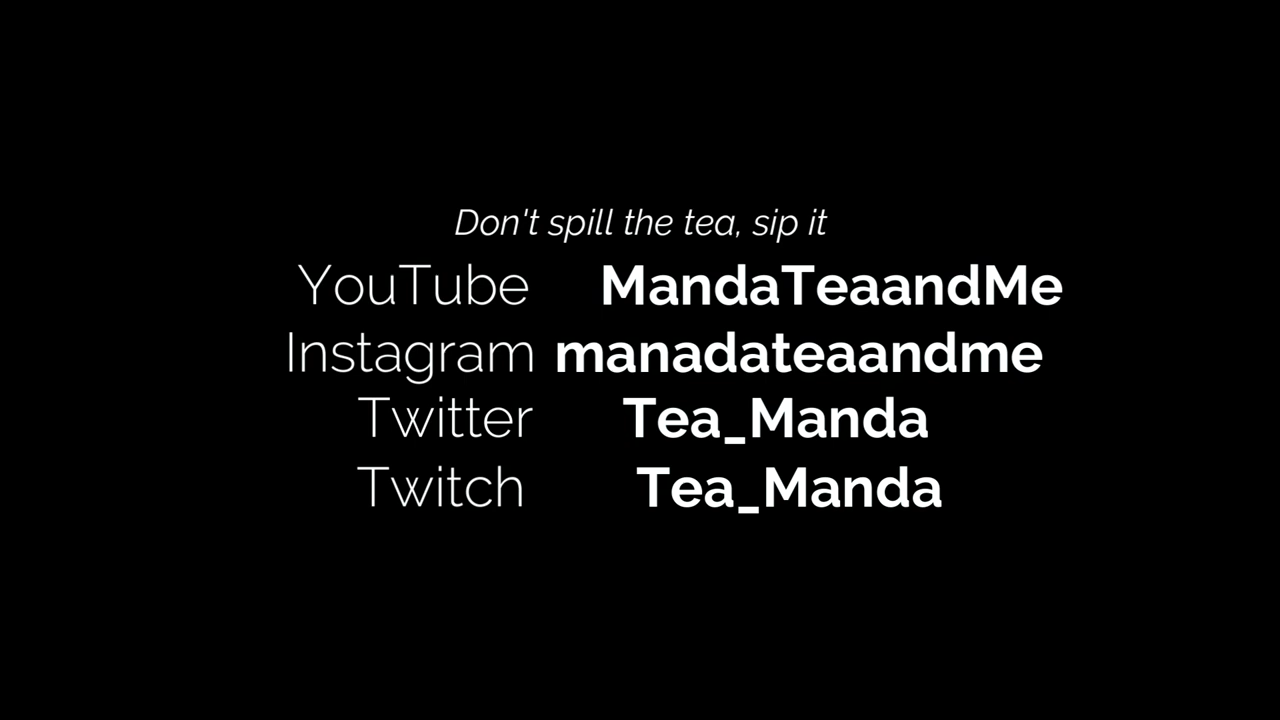 Don't spill the tea, sip it
YouTube MandaTeaandMe
Instagram manadateaandme
Twitter Tea_Manda
Twitch Tea_Manda